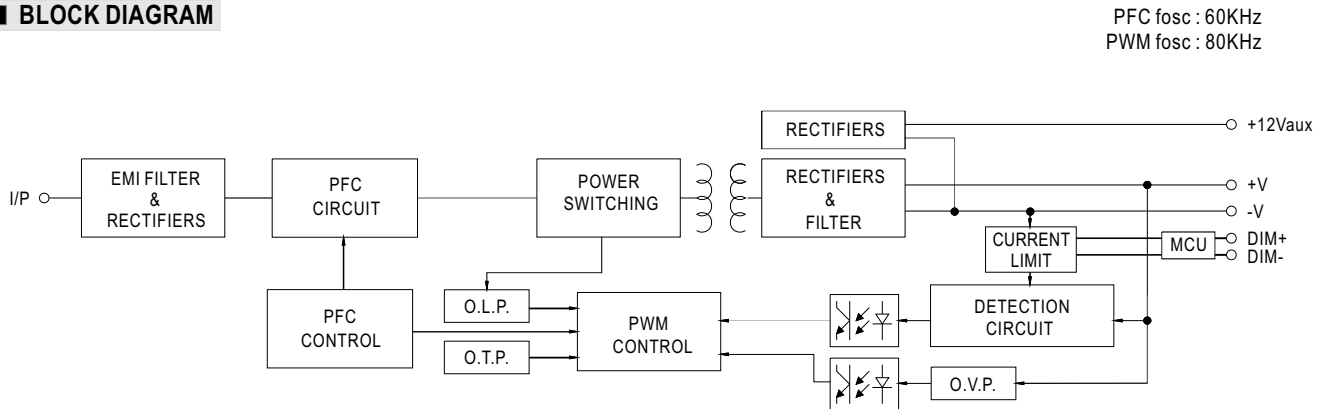 BLOCK DIAGRAM
PFC fosc : 60KHz
PWM fosc : 80KHz
RECTIFIERS
+12Vaux
I/P
EMI FILTER
&
RECTIFIERS
PFC
CIRCUIT
POWER
SWITCHING
RECTIFIERS
&
FILTER
+V
-V
CURRENT
LIMIT
MCU
DIM+
DIM-
PFC
CONTROL
O.L.P.
O.T.P.
PWM
CONTROL
DETECTION
CIRCUIT
O.V.P.